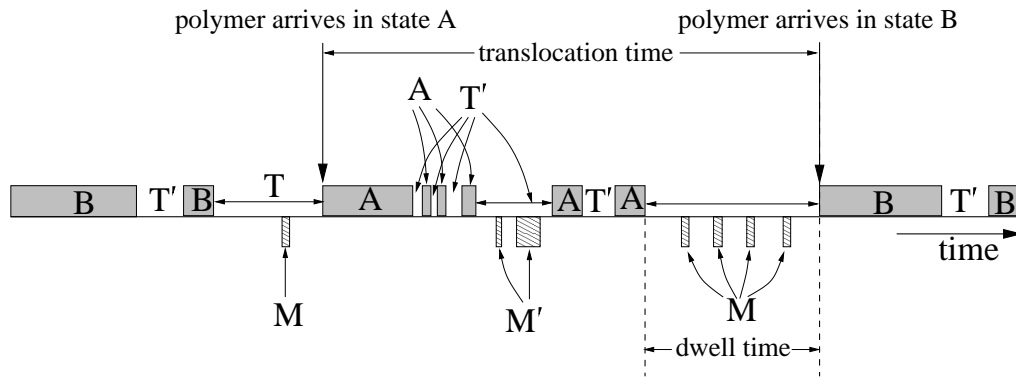 polymer arrives in state A
polymer arrives in state B
translocation time
A
T′
B T′ B T A A T′ A B T′ B
time
M
M′
M
dwell time